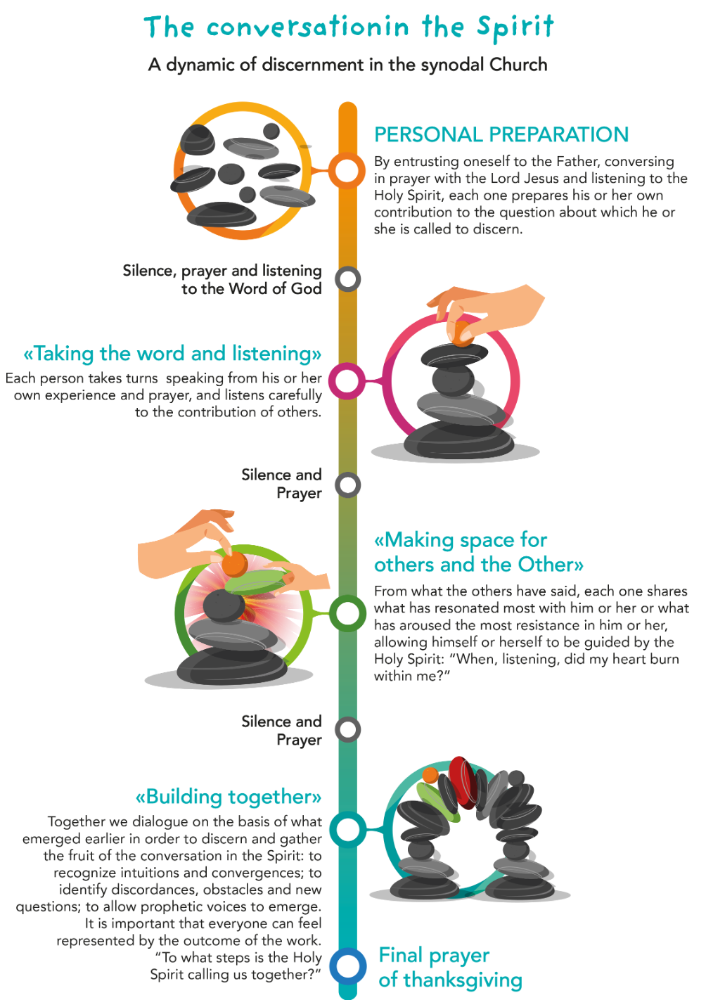 The conversationin the Spirit
A dynamic of discernment in the synodal Church
PERSONAL PREPARATION
By entrusting oneself to the Father, conversing
in prayer with the Lord Jesus and listening to the
Holy Spirit, each one prepares his or her own
contribution to the question about which he or
she is called to discern.
Silence, prayer and listening
to the Word of God
«Taking the word and listening»
Each person takes turns  speaking from his or her
own experience and prayer, and listens carefully
to the contribution of others.
Silence and
Prayer
«Making space for
others and the Other»
From what the others have said, each one shares
what has resonated most with him or her or what
has aroused the most resistance in him or her,
allowing himself or herself to be guided by the
Holy Spirit: “When, listening, did my heart burn
within me?”
Silence and
Prayer
«Building together»
Together we dialogue on the basis of what
emerged earlier in order to discern and gather
the fruit of the conversation in the Spirit: to
recognize intuitions and convergences; to
identify discordances, obstacles and new
questions; to allow prophetic voices to emerge.
It is important that everyone can feel
represented by the outcome of the work.
“To what steps is the Holy
Spirit calling us together?”
Final prayer
of thanksgiving